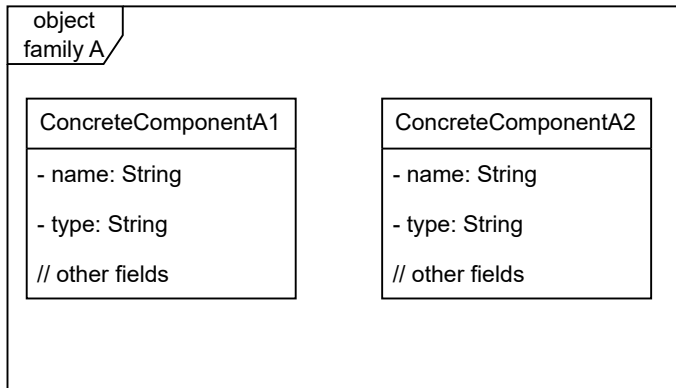 object
family A
ConcreteComponentA1
- name: String
- type: String
// other fields
ConcreteComponentA2
- name: String
- type: String
// other fields